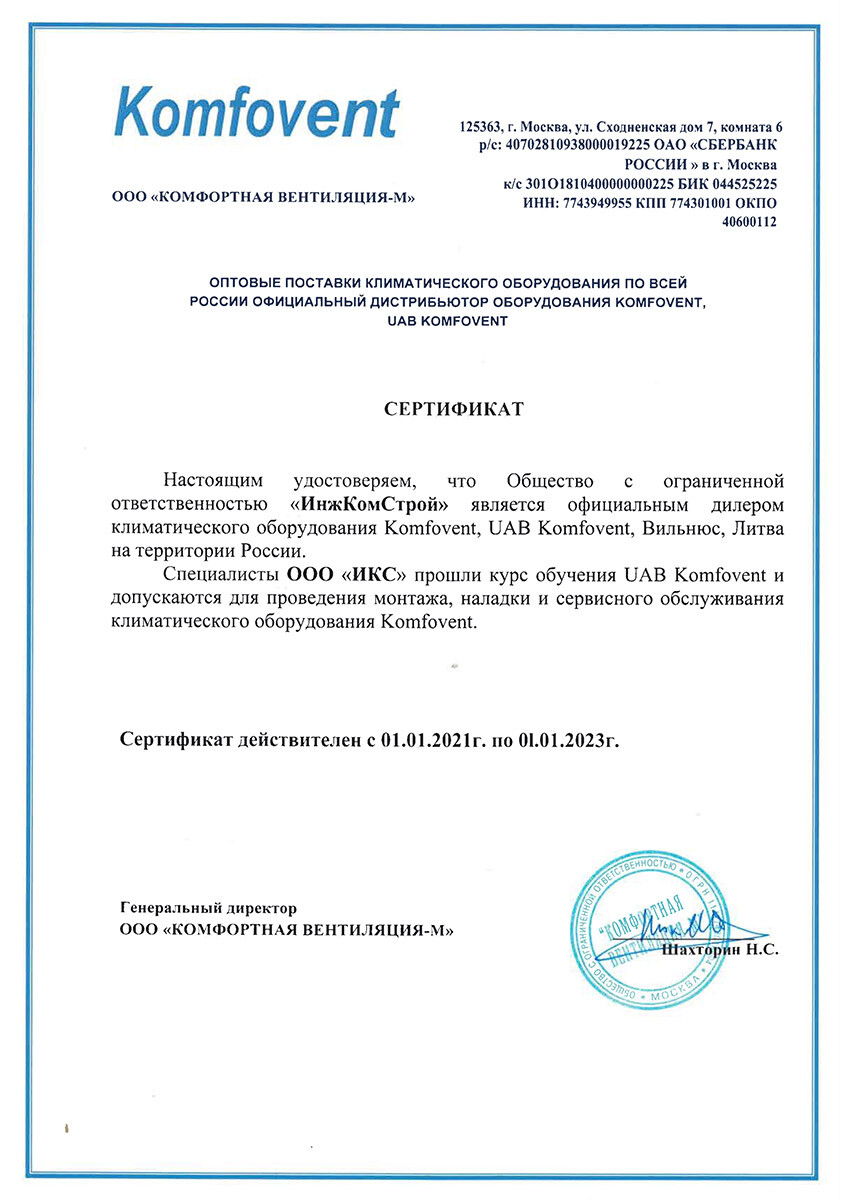 Komfovent
ООО «КОМФОРТНАЯ ВЕНТИЛЯЦИЯ-М»
125363, г. Москва, ул. Сходненская дом 7, комната 6
р/с: 40702810938000019225 ОАО «СБЕРБАНК
РОССИИ » в г. Москва
к/с 301О1810400000000225 БИК 044525225
ИНН: 7743949955 КПП 774301001 ОКПО
40600112
ОПТОВЫЕ ПОСТАВКИ КЛИМАТИЧЕСКОГО ОБОРУДОВАНИЯ ПО ВСЕЙ
РОССИИ ОФИЦИАЛЬНЫЙ ДИСТРИБЬЮТОР ОБОРУДОВАНИЯ KOMFOVENT,
UAB KOMFOVENT
СЕРТИФИКАТ
Настоящим удостоверяем, что Общество с ограниченной
ответственностью «ИнжКомСтрой» является официальным дилером
климатического оборудования Komfovent, UAB Komfovent, Вильнюс, Литва
на территории России.
Специалисты ООО «ИКС» прошли курс обучения UAB Komfovent и
допускаются для проведения монтажа, наладки и сервисного обслуживания
климатического оборудования Komfovent.
Сертификат действителен с 01.01.2021г. по 0l.01.2023г.
Генеральный директор
ООО «КОМФОРТНАЯ ВЕНТИЛЯЦИЯ-М»
Шахторин Н.С.
ОБЩЕСТВО С ОГРАНИЧЕННОЙ ОТВЕТСТВЕННОСТЬЮ * ОГРН
* МОСКВА *
"КОМФОРТНАЯ
ВЕНТИЛЯЦИЯ